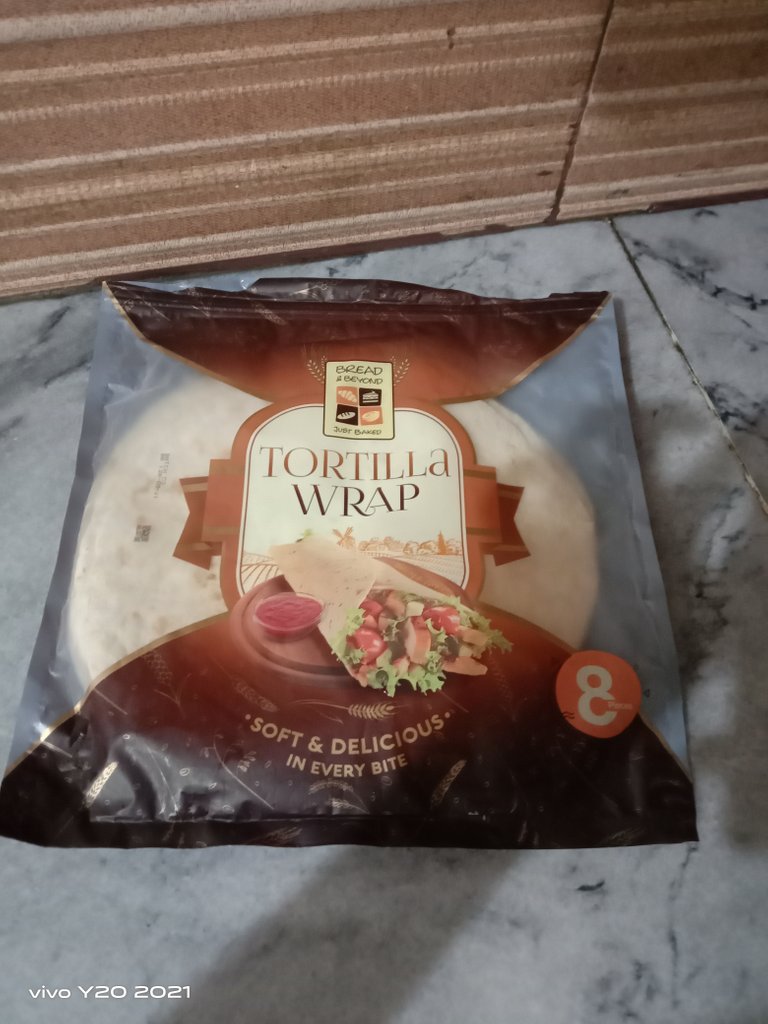 BREAD
& BEYOND
JUST BAKED
TORTILLa
WRAP
8
Pieces
SOFT & DELICIOUS
IN EVERY BITE
vivo Y20 2021